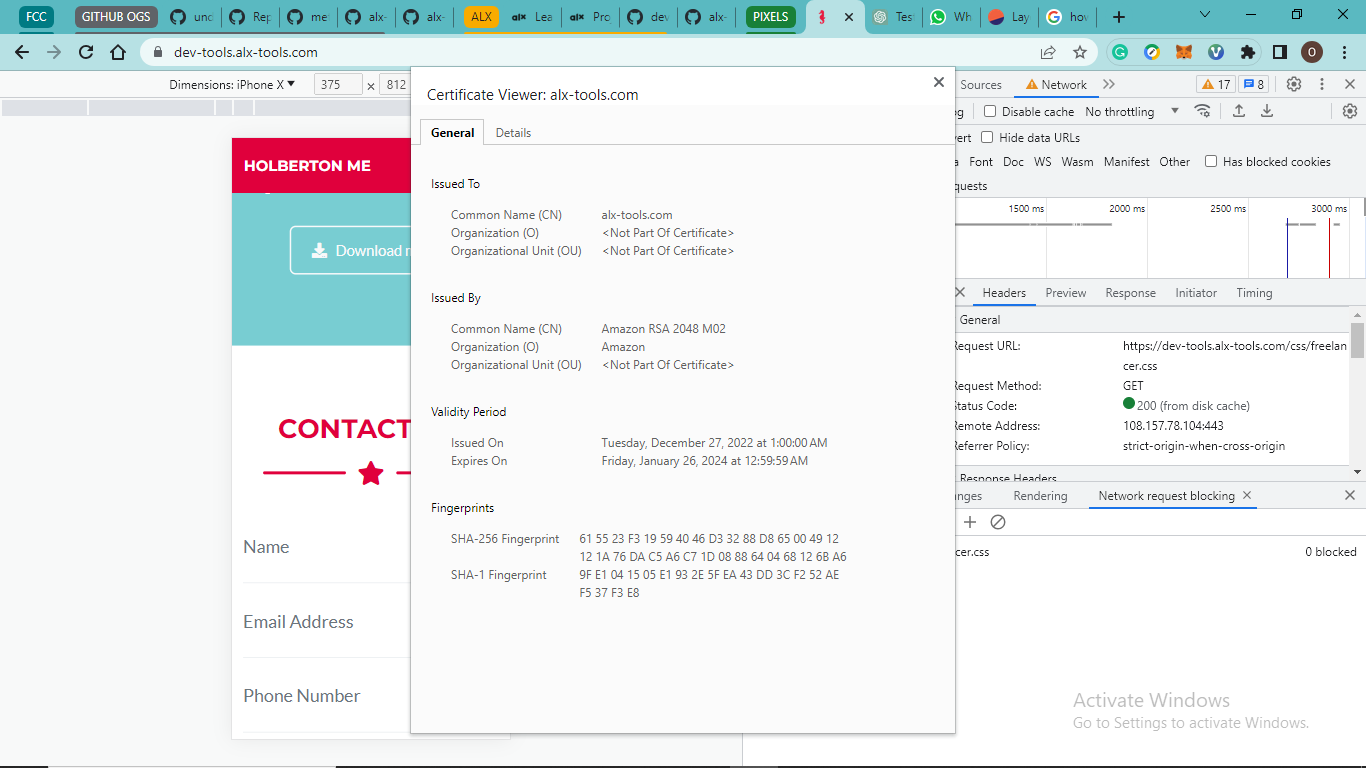 FCC
GITHUB OGS
und
Rep
met
alx-
alx-
ALX
alx Lea
alx Pro
dev
alx-
PIXELS
Test
Wh
Lay
how
dev-tools.alx-tools.com
O
Dimensions: iPhone X
375
x
812
Sources
Network
17
8
Disable cache
No throttling
Hide data URLs
Font
Doc
WS
Wasm
Manifest
Other
Has blocked cookies
quests
1500 ms
2000 ms
2500 ms
3000 ms
Headers
Preview
Response
Initiator
Timing
General
Request URL: https://dev-tools.alx-tools.com/css/freelan
cer.css
Request Method: GET
Status Code: 200 (from disk cache)
Remote Address: 108.157.78.104:443
Referrer Policy: strict-origin-when-cross-origin
Response Headers
nges
Rendering
Network request blocking
cer.css
0 blocked
HOLBERTON ME
Download
CONTACT
Name
Email Address
Phone Number
Certificate Viewer: alx-tools.com
General
Details
Issued To
Common Name (CN) alx-tools.com
Organization (O) <Not Part Of Certificate>
Organizational Unit (OU) <Not Part Of Certificate>
Issued By
Common Name (CN) Amazon RSA 2048 M02
Organization (O) Amazon
Organizational Unit (OU) <Not Part Of Certificate>
Validity Period
Issued On Tuesday, December 27, 2022 at 1:00:00 AM
Expires On Friday, January 26, 2024 at 12:59:59 AM
Fingerprints
SHA-256 Fingerprint 61 55 23 F3 19 59 40 46 D3 32 88 D8 65 00 49 12
12 1A 76 DA C5 A6 C7 1D 08 88 64 04 68 12 6B A6
SHA-1 Fingerprint 9F E1 04 15 05 E1 93 2E 5F EA 43 DD 3C F2 52 AE
F5 37 F3 E8
Activate Windows
Go to Settings to activate Windows.